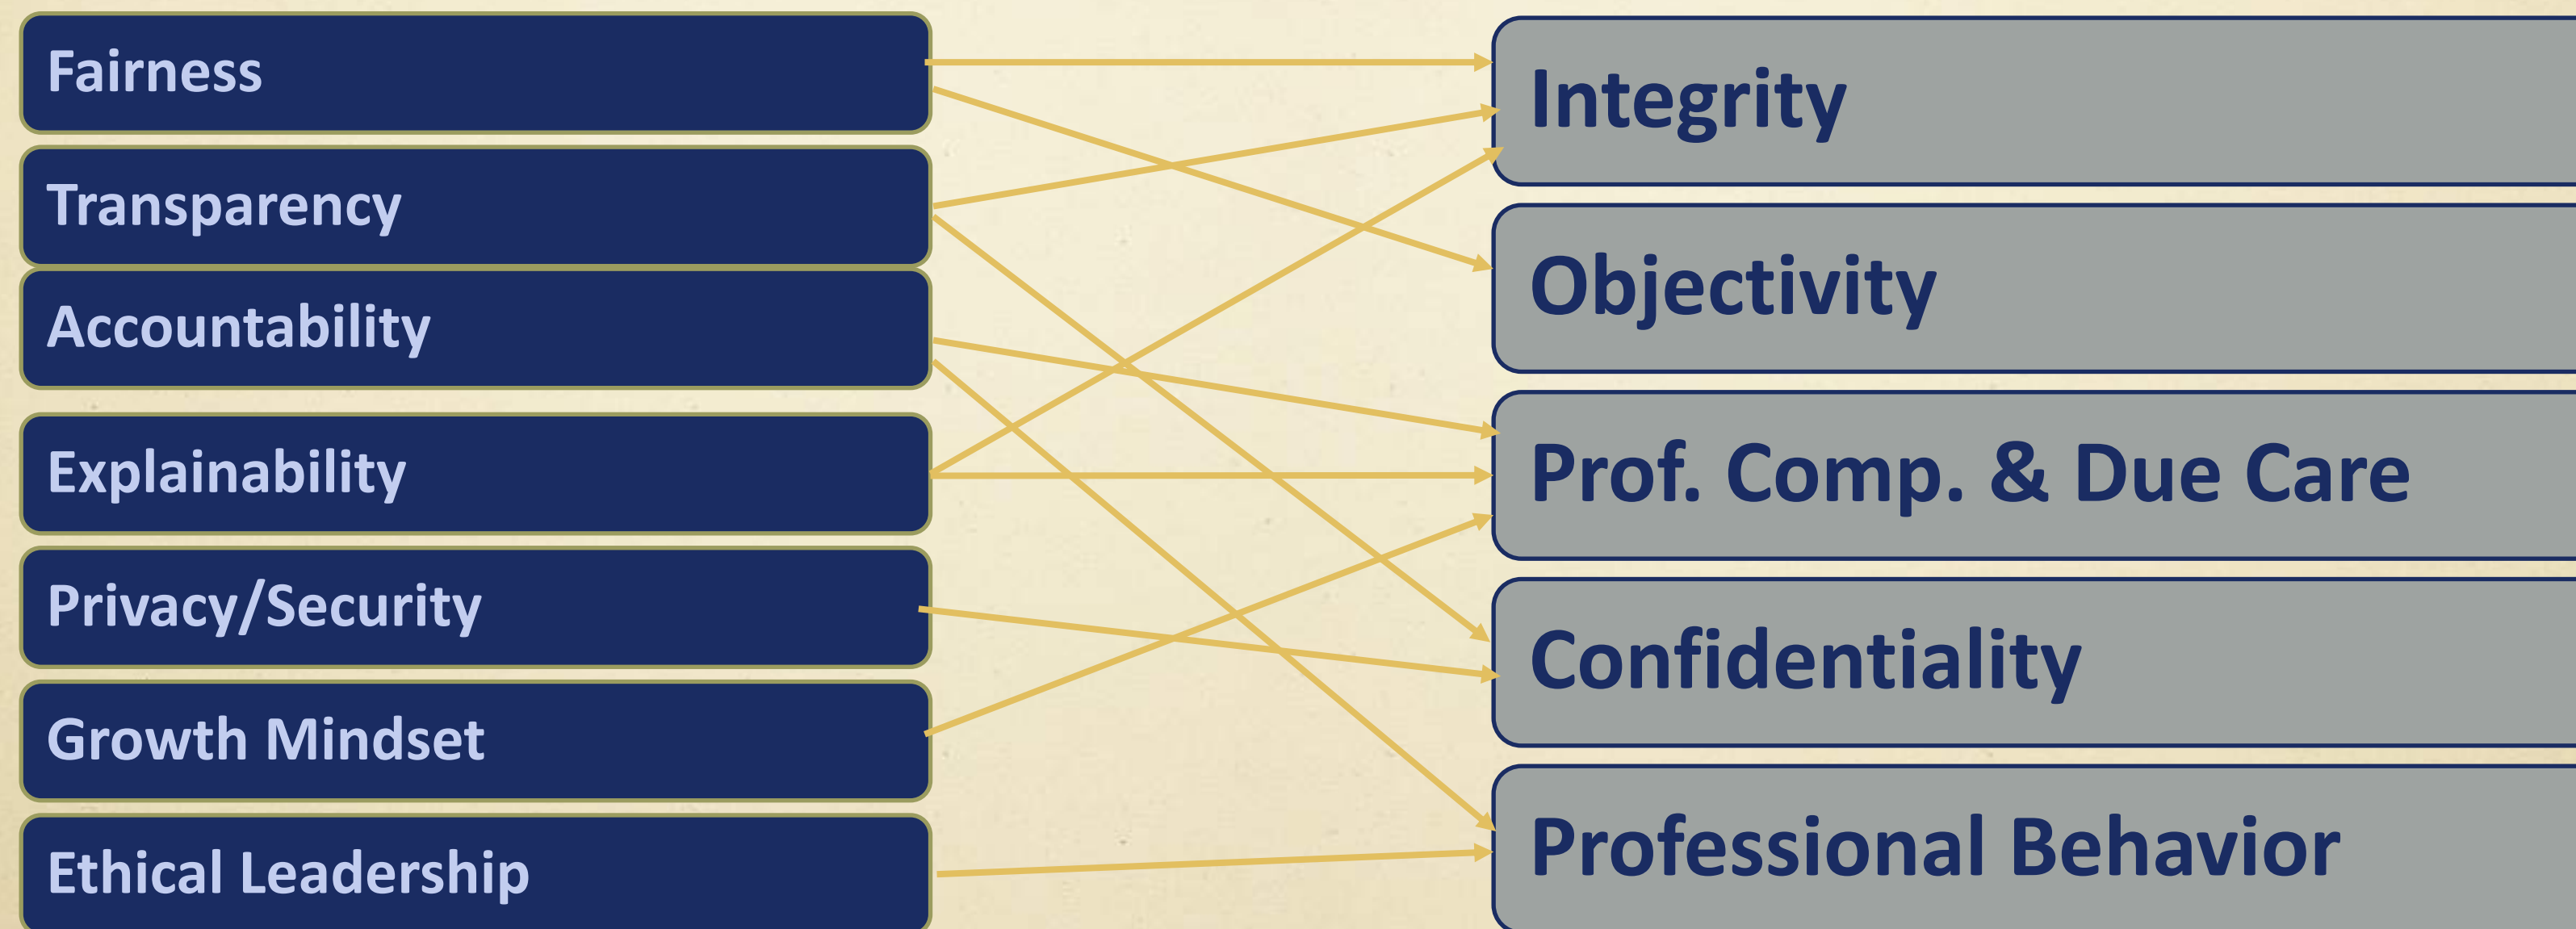 Fairness
Transparency
Accountability
Explainability
Privacy/Security
Growth Mindset
Ethical Leadership
Integrity
Objectivity
Prof. Comp. & Due Care
Confidentiality
Professional Behavior